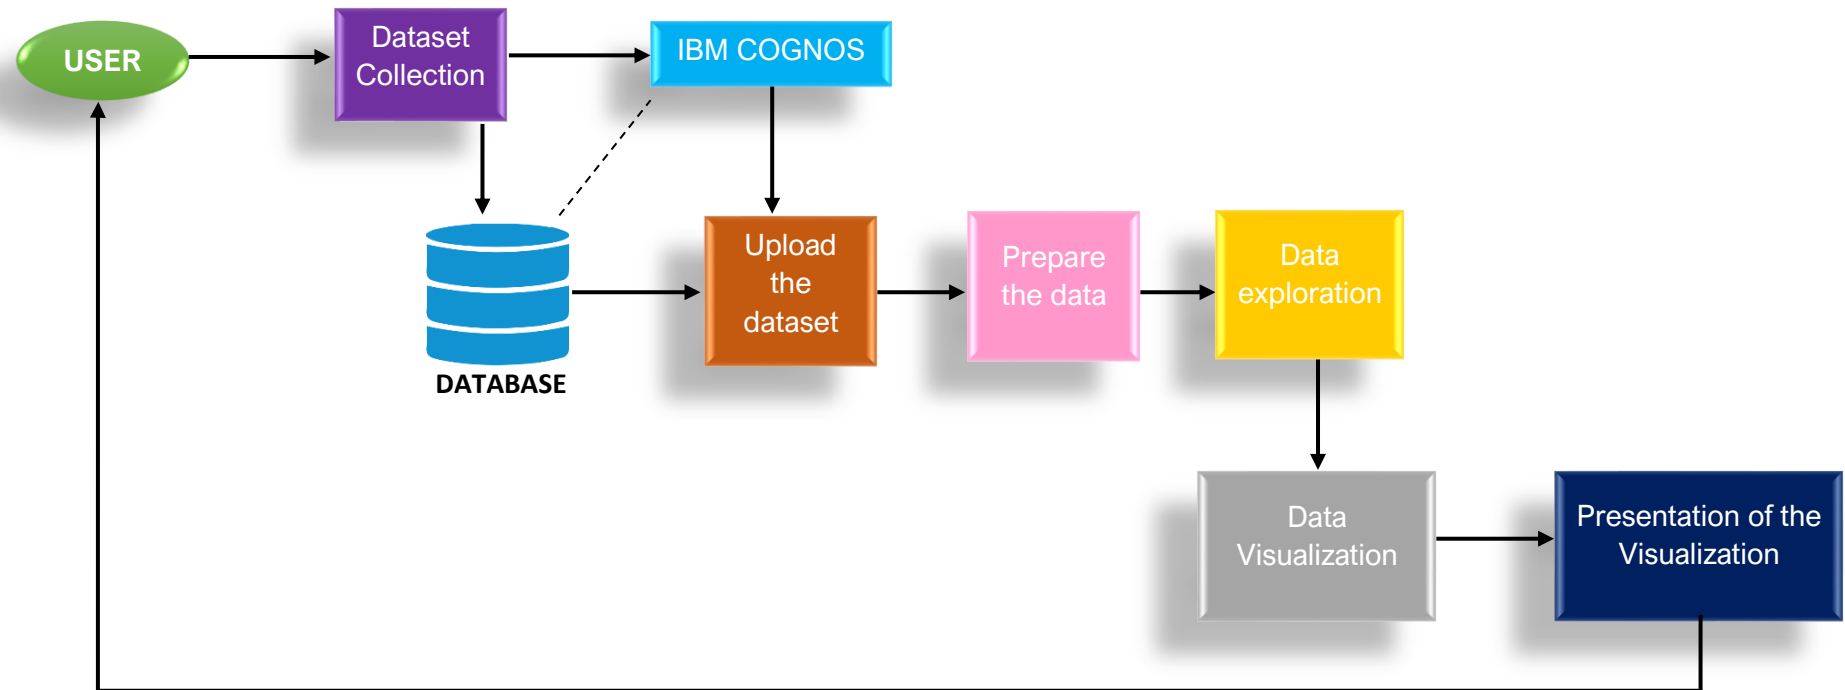 USER
Dataset
Collection
IBM COGNOS
DATABASE
Upload
the
dataset
Prepare
the data
Data
exploration
Data
Visualization
Presentation of the
Visualization